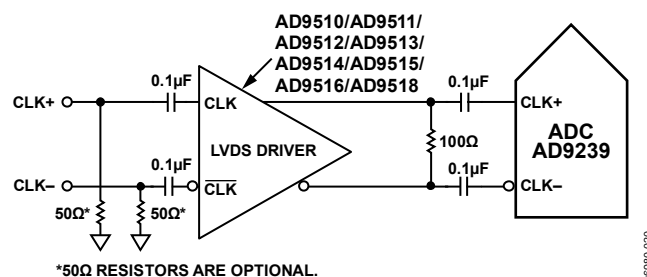 AD9510/AD9511/
AD9512/AD9513/
AD9514/AD9515/
AD9516/AD9518
0.1µF
0.1µF
CLK+
CLK
CLK+
ADC
AD9239
LVDS DRIVER
100Ω
0.1µF
0.1µF
CLK–
CLK
CLK–
50Ω*
50Ω*
*50Ω RESISTORS ARE OPTIONAL.